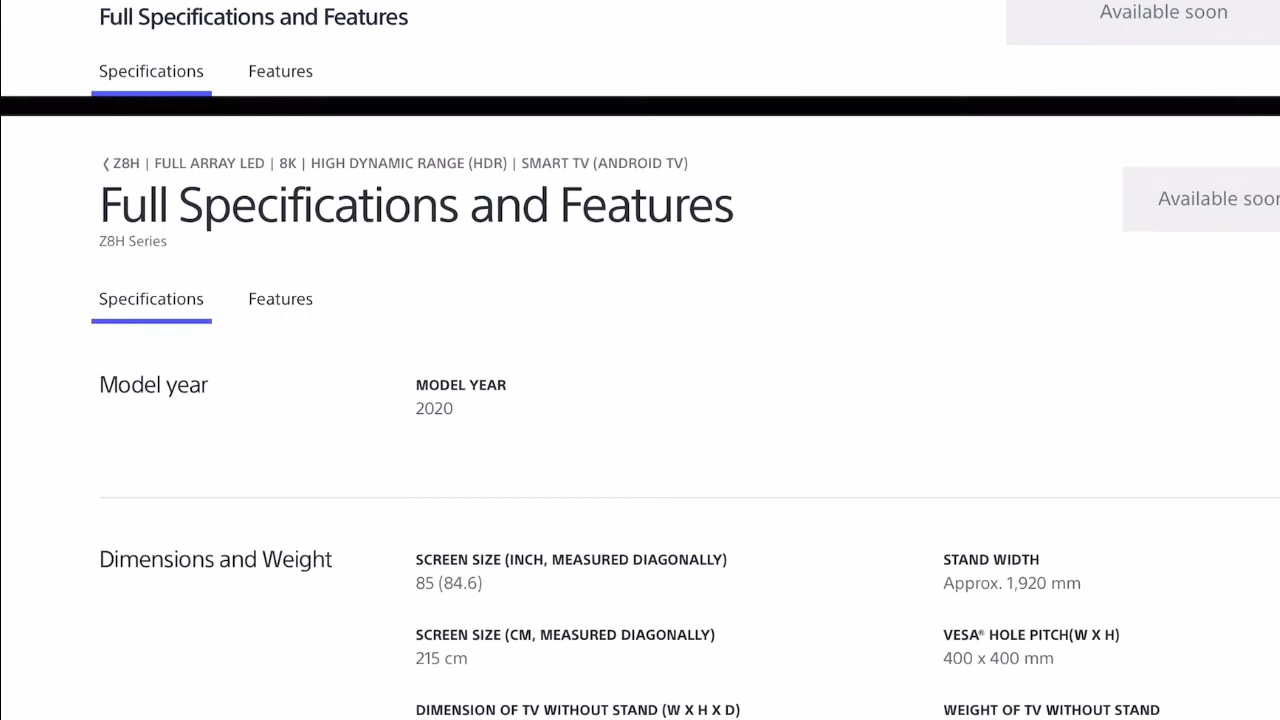 Full Specifications and Features
Available soon
Specifications
Features
❬ Z8H | FULL ARRAY LED | 8K | HIGH DYNAMIC RANGE (HDR) | SMART TV (ANDROID TV)
Full Specifications and Features
Available soon
Z8H Series
Specifications
Features
Model year
MODEL YEAR
2020
Dimensions and Weight
SCREEN SIZE (INCH, MEASURED DIAGONALLY)
85 (84.6)
STAND WIDTH
Approx. 1,920 mm
SCREEN SIZE (CM, MEASURED DIAGONALLY)
215 cm
VESA® HOLE PITCH(W X H)
400 x 400 mm
DIMENSION OF TV WITHOUT STAND (W X H X D)
WEIGHT OF TV WITHOUT STAND